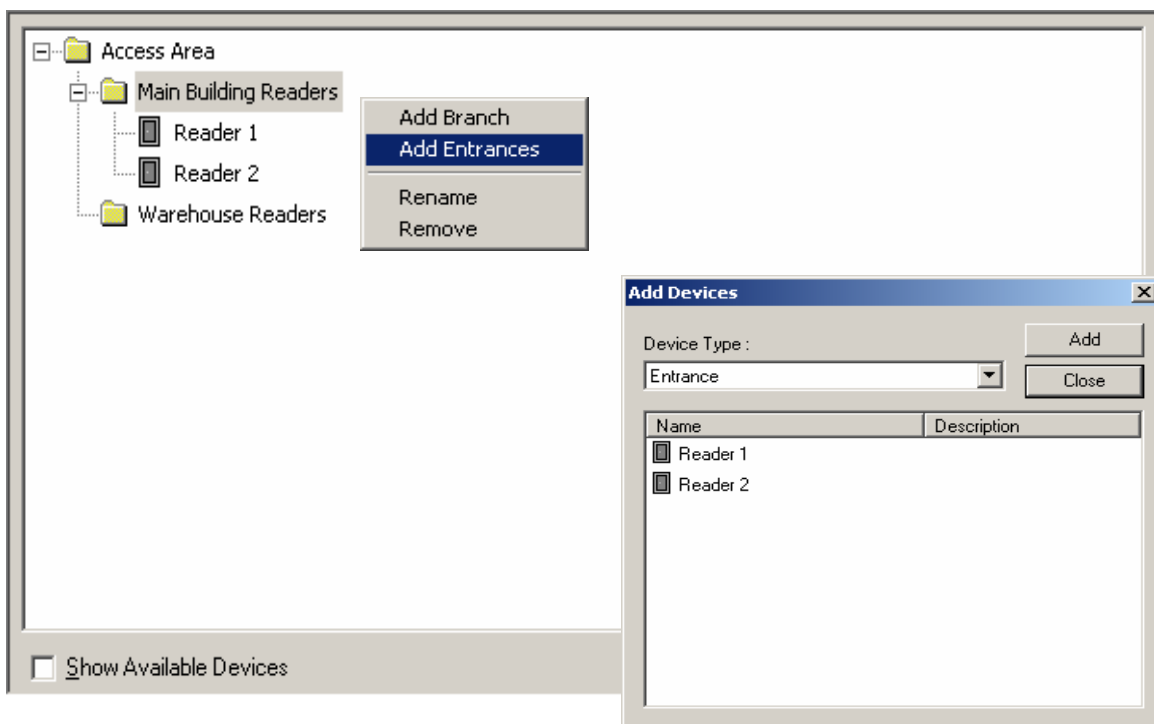 Access Area
Main Building Readers
Reader 1
Reader 2
Warehouse Readers
Add Branch
Add Entrances
Rename
Remove
Show Available Devices
Add Devices
Device Type :
Add
Entrance
Close
Name Description
Reader 1
Reader 2